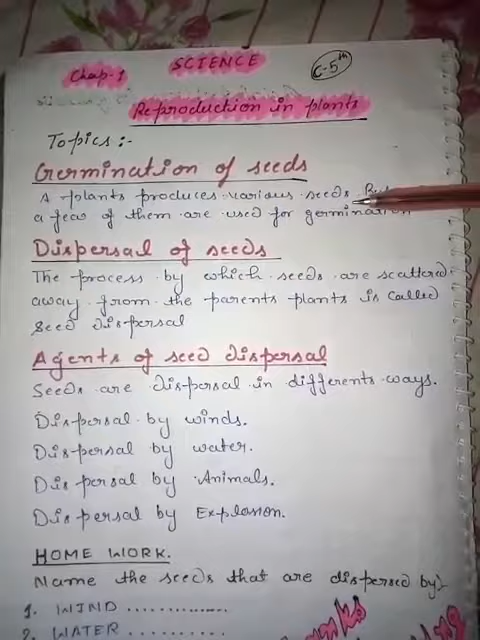 Chap-1 SCIENCE C-5th
Reproduction in plants
Topics:-
Germination of seeds
A plants produces various seeds. But
a few of them are used for germination
Dispersal of seeds
The process by which seeds are scattered
away from the parents plants is called
seed dispersal
Agents of seed dispersal
Seeds are dispersal in differents ways.
Dispersal by winds.
Dispersal by water.
Dispersal by Animals.
Dispersal by Explosion.
HOME WORK.
Name the seeds that are dispersed by:-
1. WIND ..............
2. WATER ..........